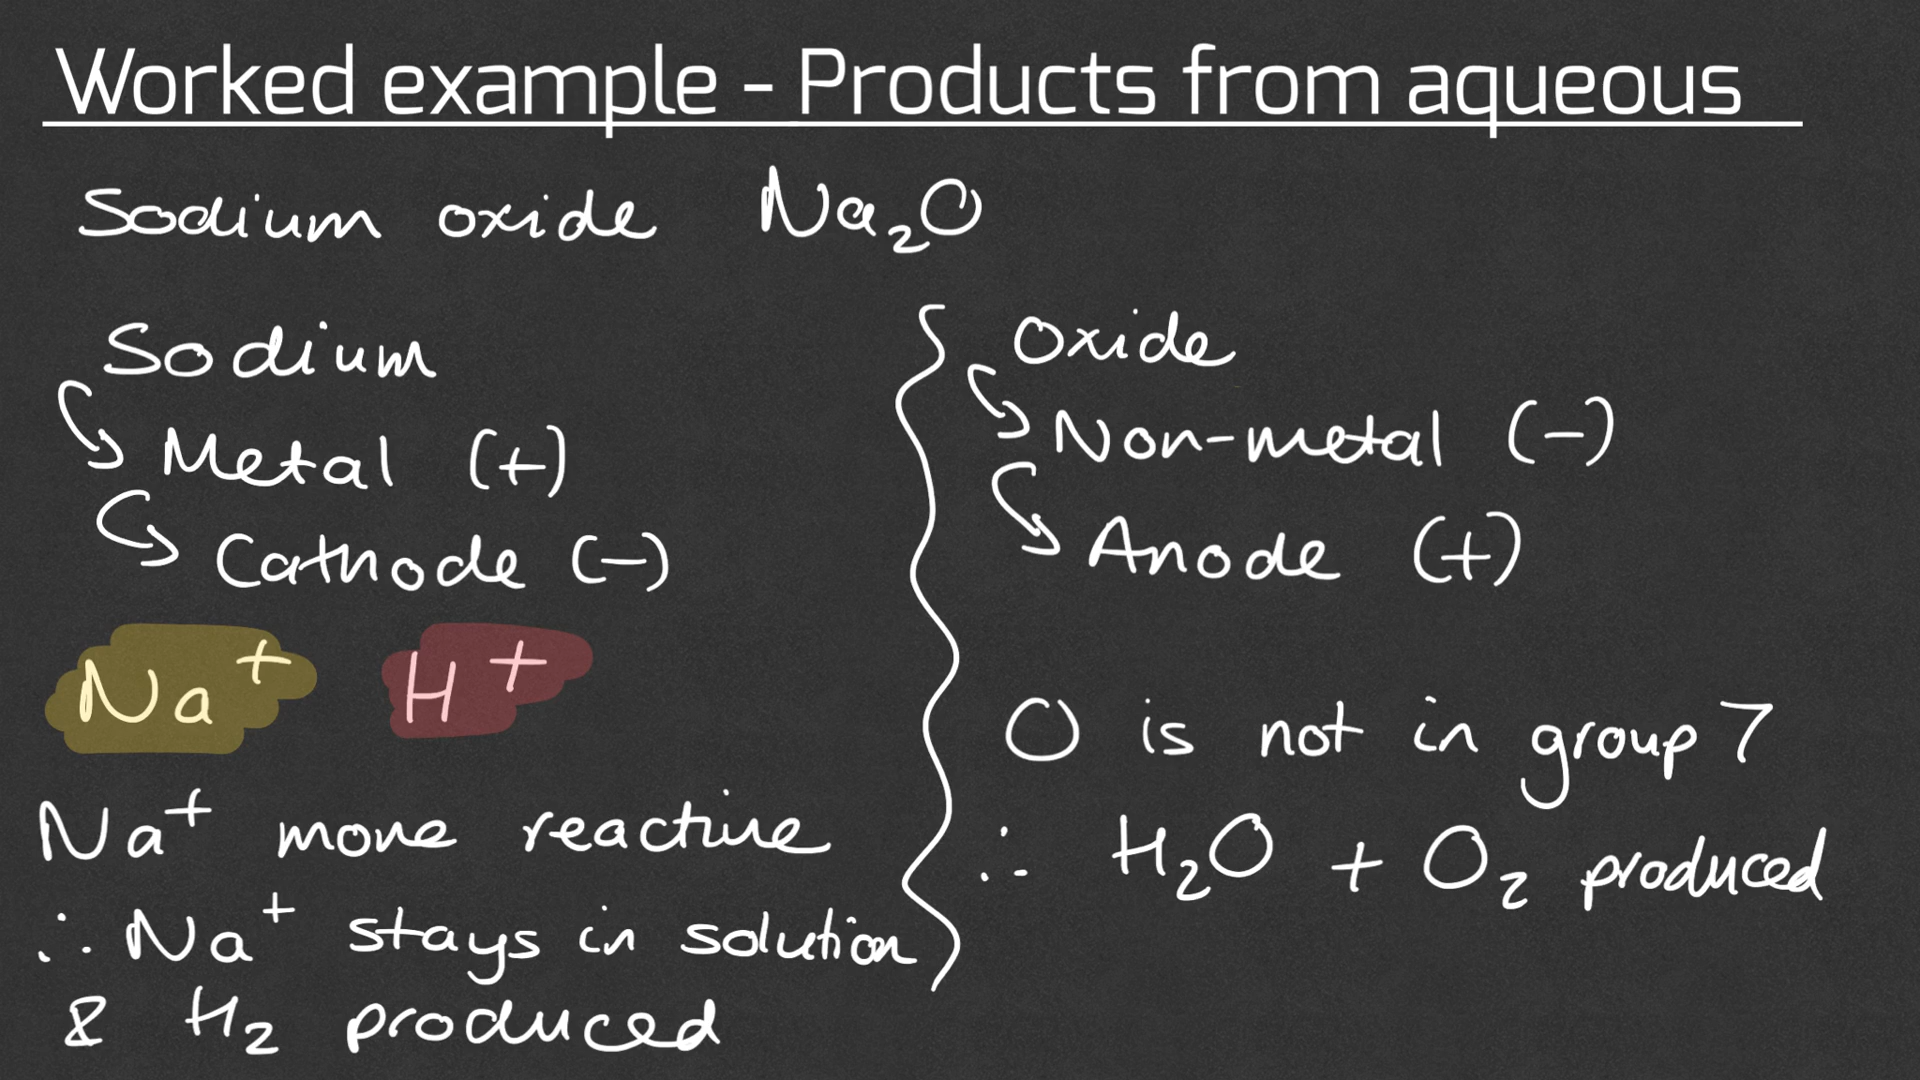 Worked example - Products from aqueous
Sodium oxide Na₂O
Sodium
Metal (+)
Cathode (-)
Na⁺ H⁺
Na⁺ more reactive
∴ Na⁺ stays in solution
& H₂ produced
Oxide
Non-metal (-)
Anode (+)
O is not in group 7
∴ H₂O + O₂ produced